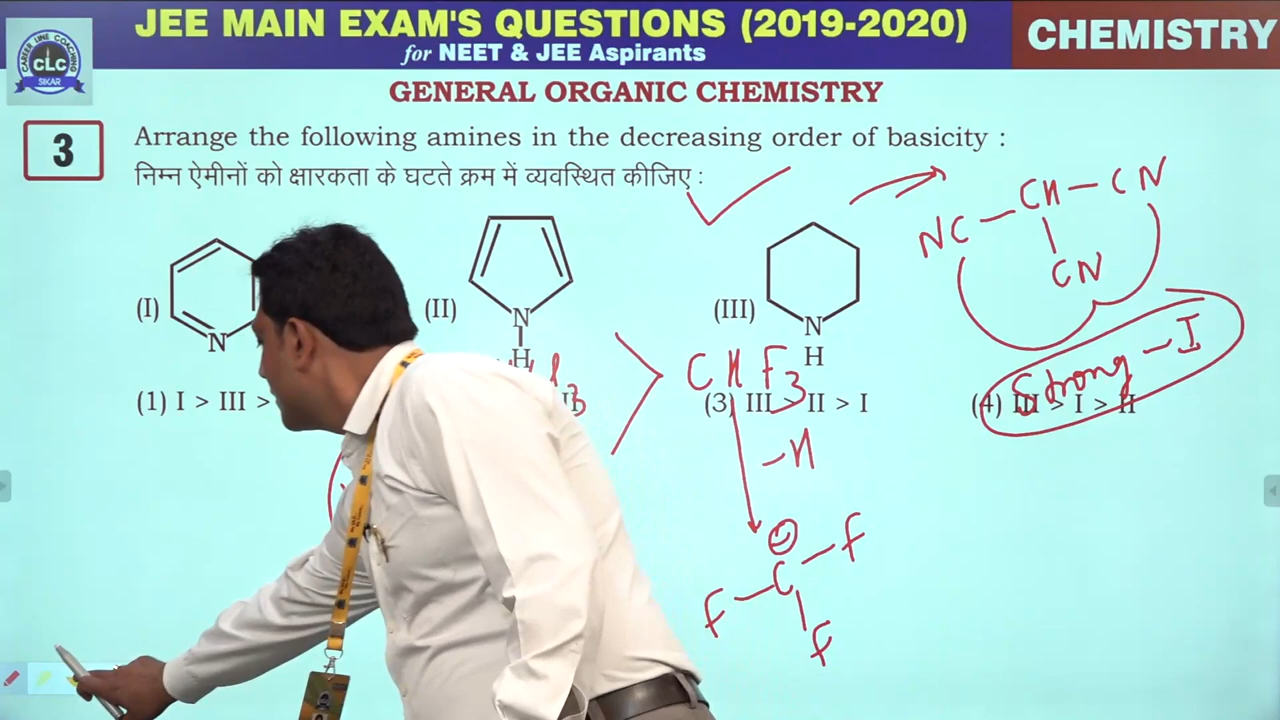 JEE MAIN EXAM'S QUESTIONS (2019-2020)
for NEET & JEE Aspirants
CHEMISTRY
CAREER LINE COACHING
CLC
SIKAR
GENERAL ORGANIC CHEMISTRY
3
Arrange the following amines in the decreasing order of basicity :
निम्न ऐमीनों को क्षारकता के घटते क्रम में व्यवस्थित कीजिए :
NC – CH – CN
CN
(I)
N
(II)
N
H
(III)
N
H
Strong – I
> CHF3
(1) I > III >
(3) III > II > I
(4) III > I > II
–H
⊖
C – F
F
F